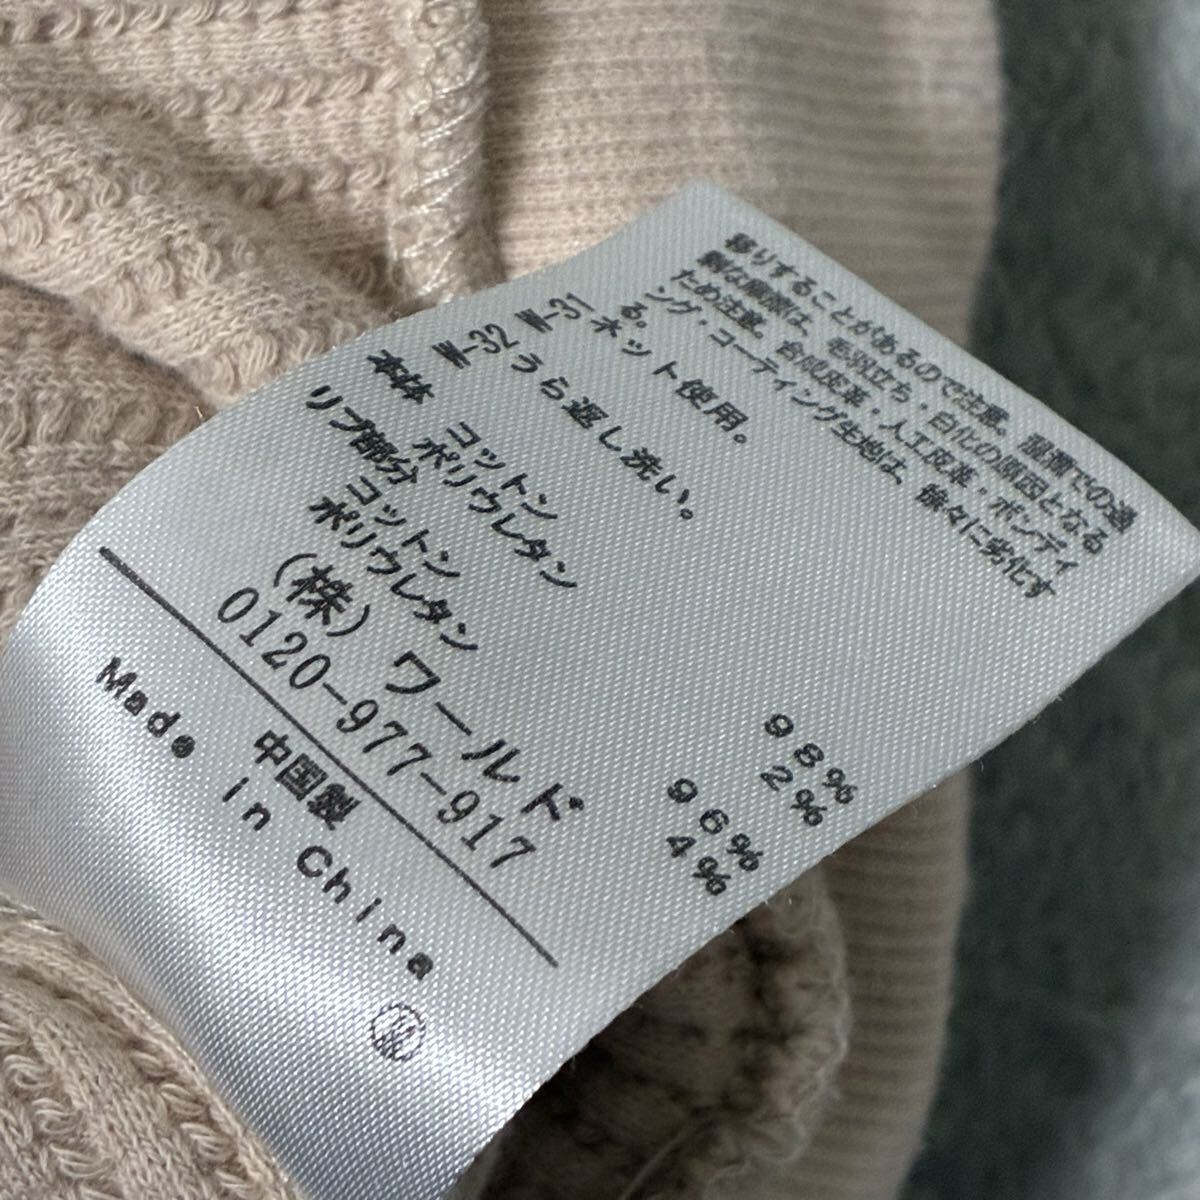 移りすることがあるので注意。湿潤での過
剰な摩擦は、毛羽立ち・白化の原因となる
ため注意。合成皮革・人工皮革・ボンディ
ング・コーティング生地は、徐々に劣化す
る。
W-31 ネット使用。
W-32 うら返し洗い。
本体 コットン 98%
ポリウレタン 2%
リブ部分 コットン 96%
ポリウレタン 4%
(株)ワールド
0120-977-917
中国製
Made in China